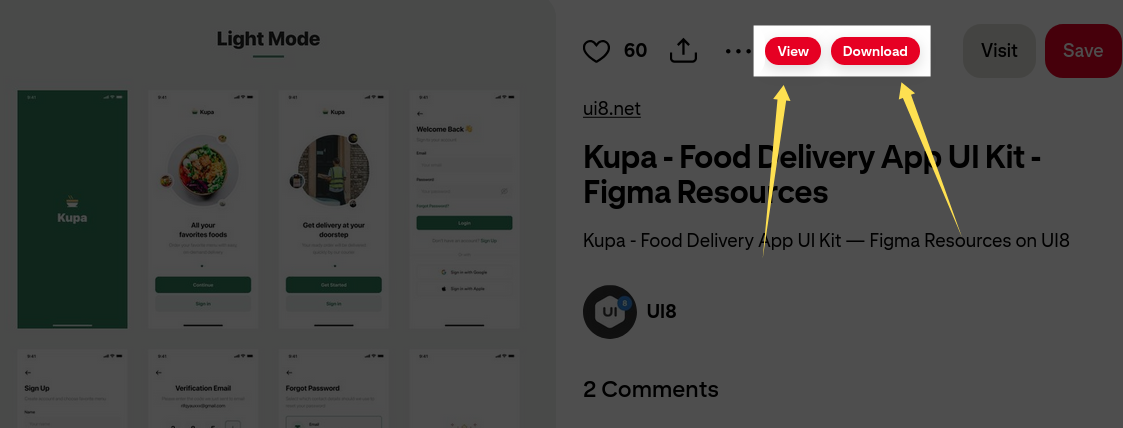 Light Mode
60
View
Download
Visit
Save
ui8.net
Kupa - Food Delivery App UI Kit -
Figma Resources
Kupa - Food Delivery App UI Kit — Figma Resources on UI8
UI
8
UI8
2 Comments
9:41
Kupa
9:41
Kupa
All your
favorites foods
Continue
Sign in
9:41
Kupa
Get delivery at your
doorstep
Get Started
Sign in
9:41
Welcome Back 👋
Email
Password
Forgot Password?
Login
Sign Up
Sign in with Google
Sign in with Apple
9:41
Sign Up
Name
9:41
Verification Email
9:41
Forgot Password
Email
9:41